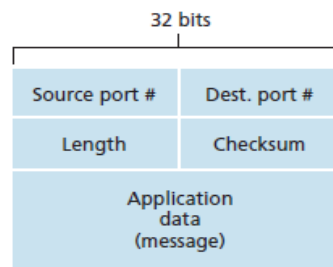 32 bits
Source port # Dest. port #
Length Checksum
Application
data
(message)